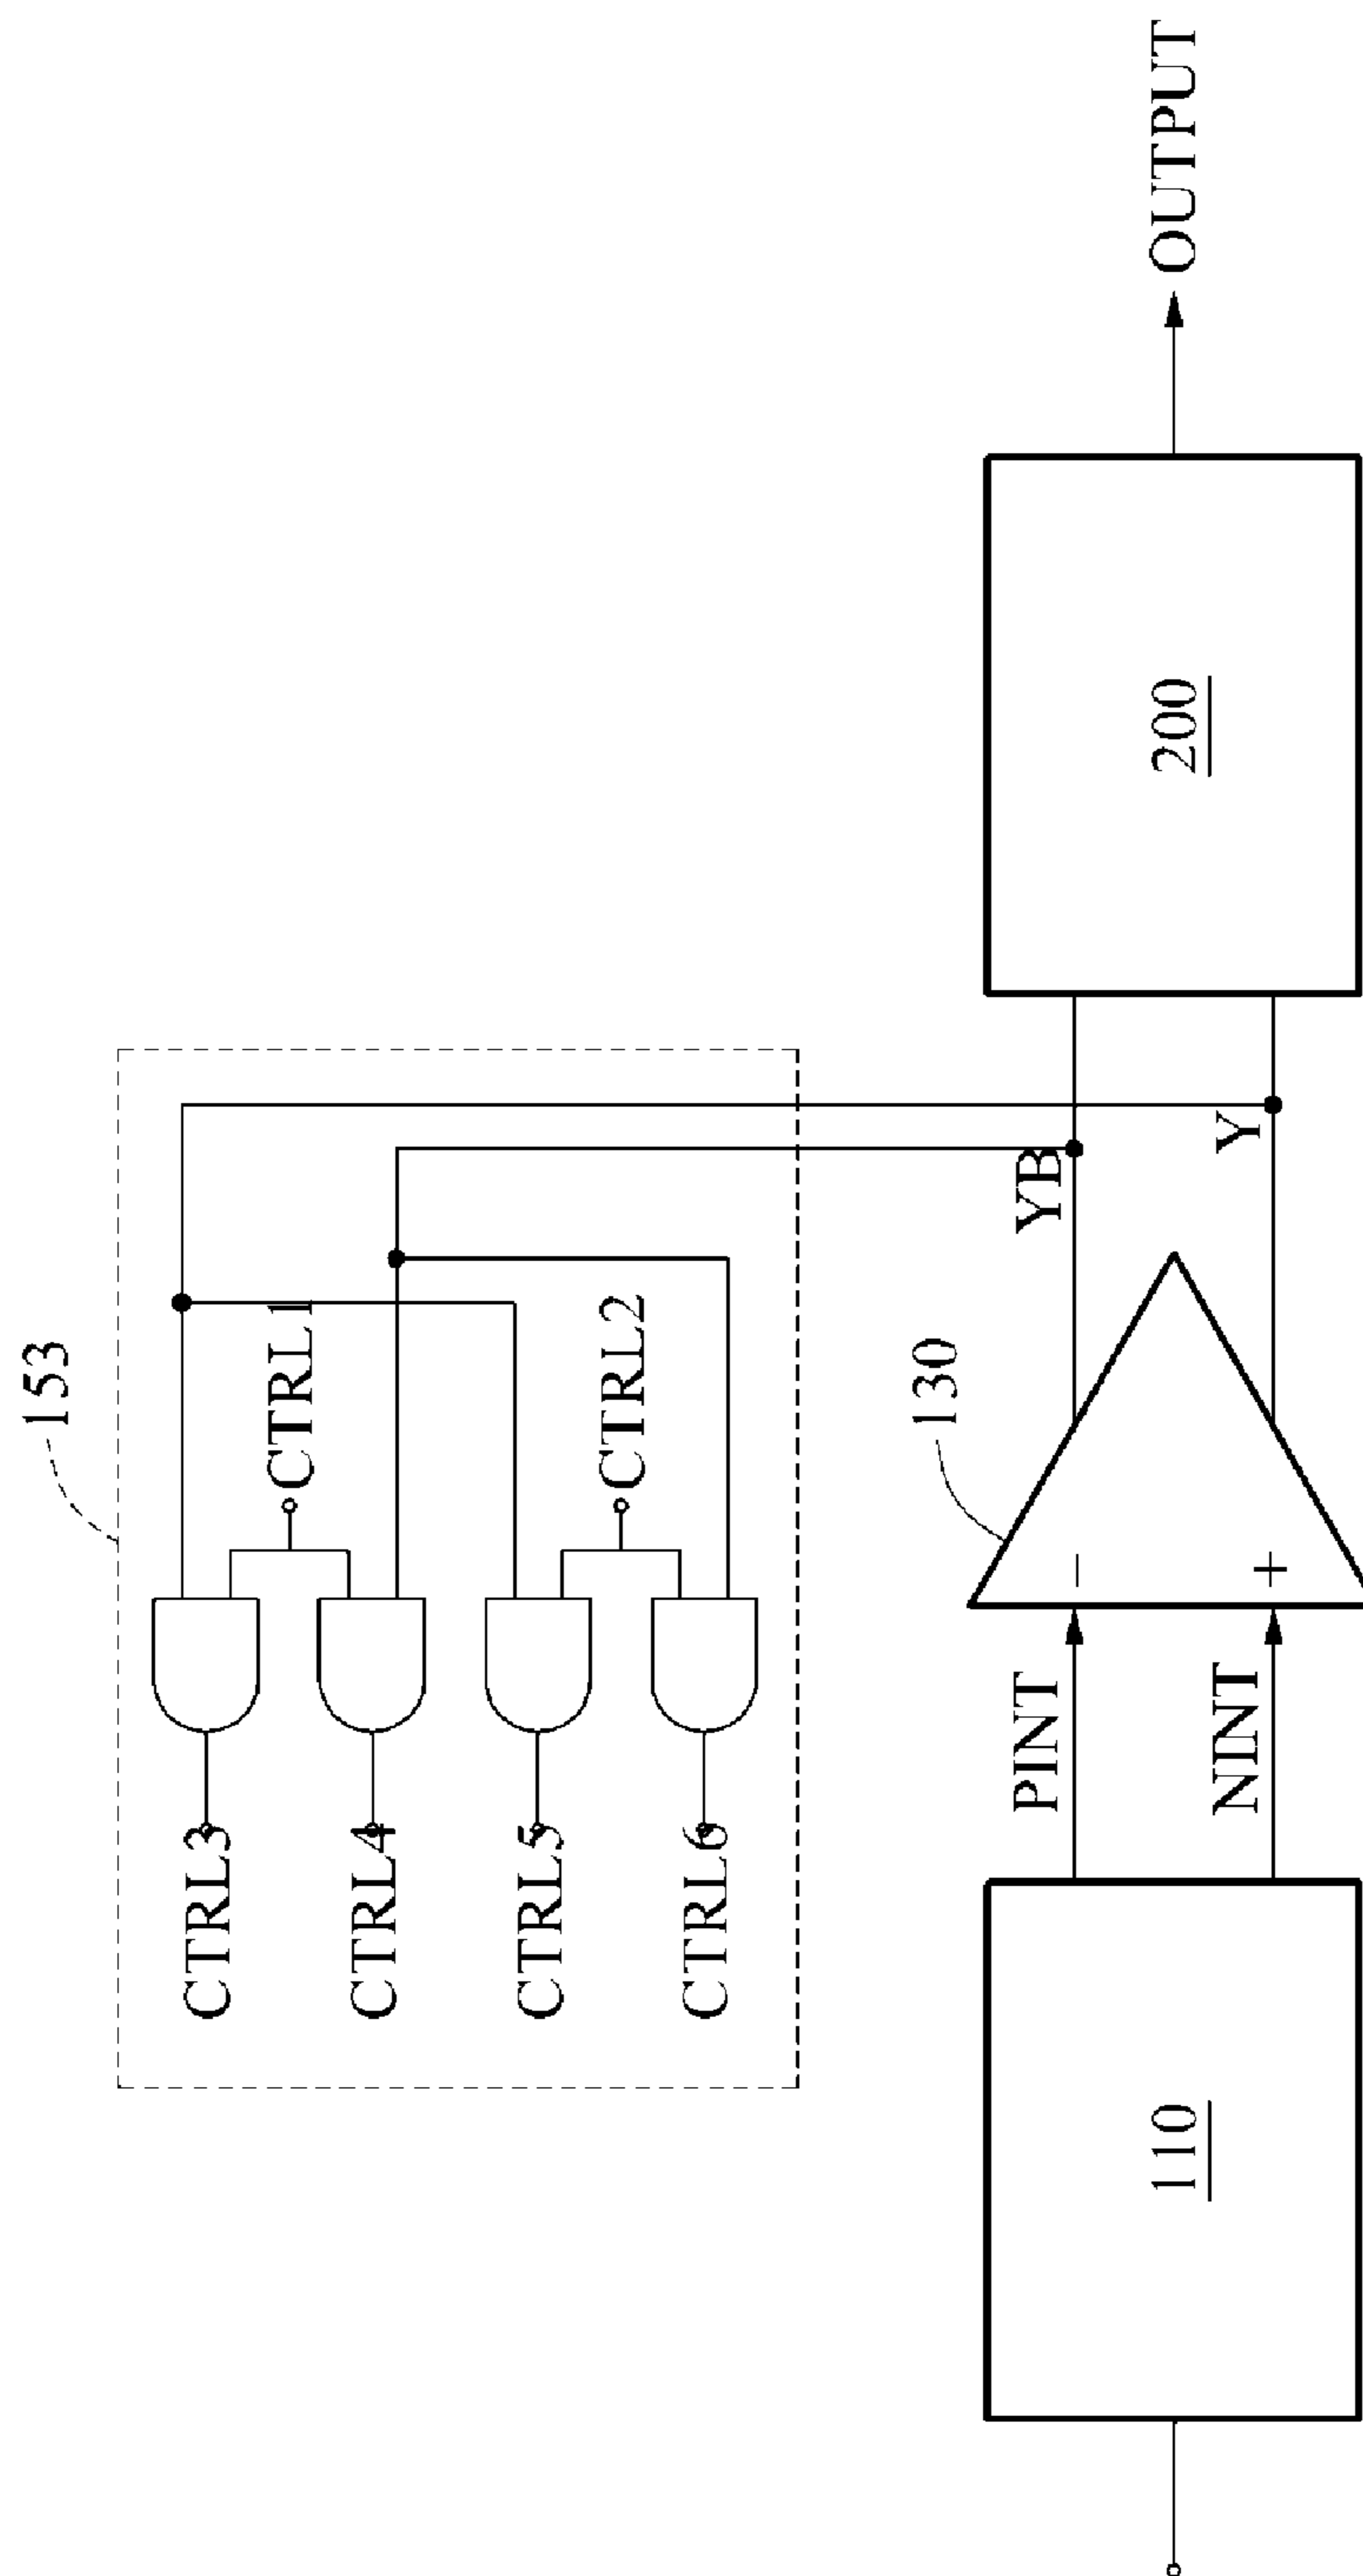 153
CTRL3
CTRL1
CTRL4
CTRL5
CTRL2
CTRL6
130
PINT
YB
NINT
Y
110
200
OUTPUT
−
+